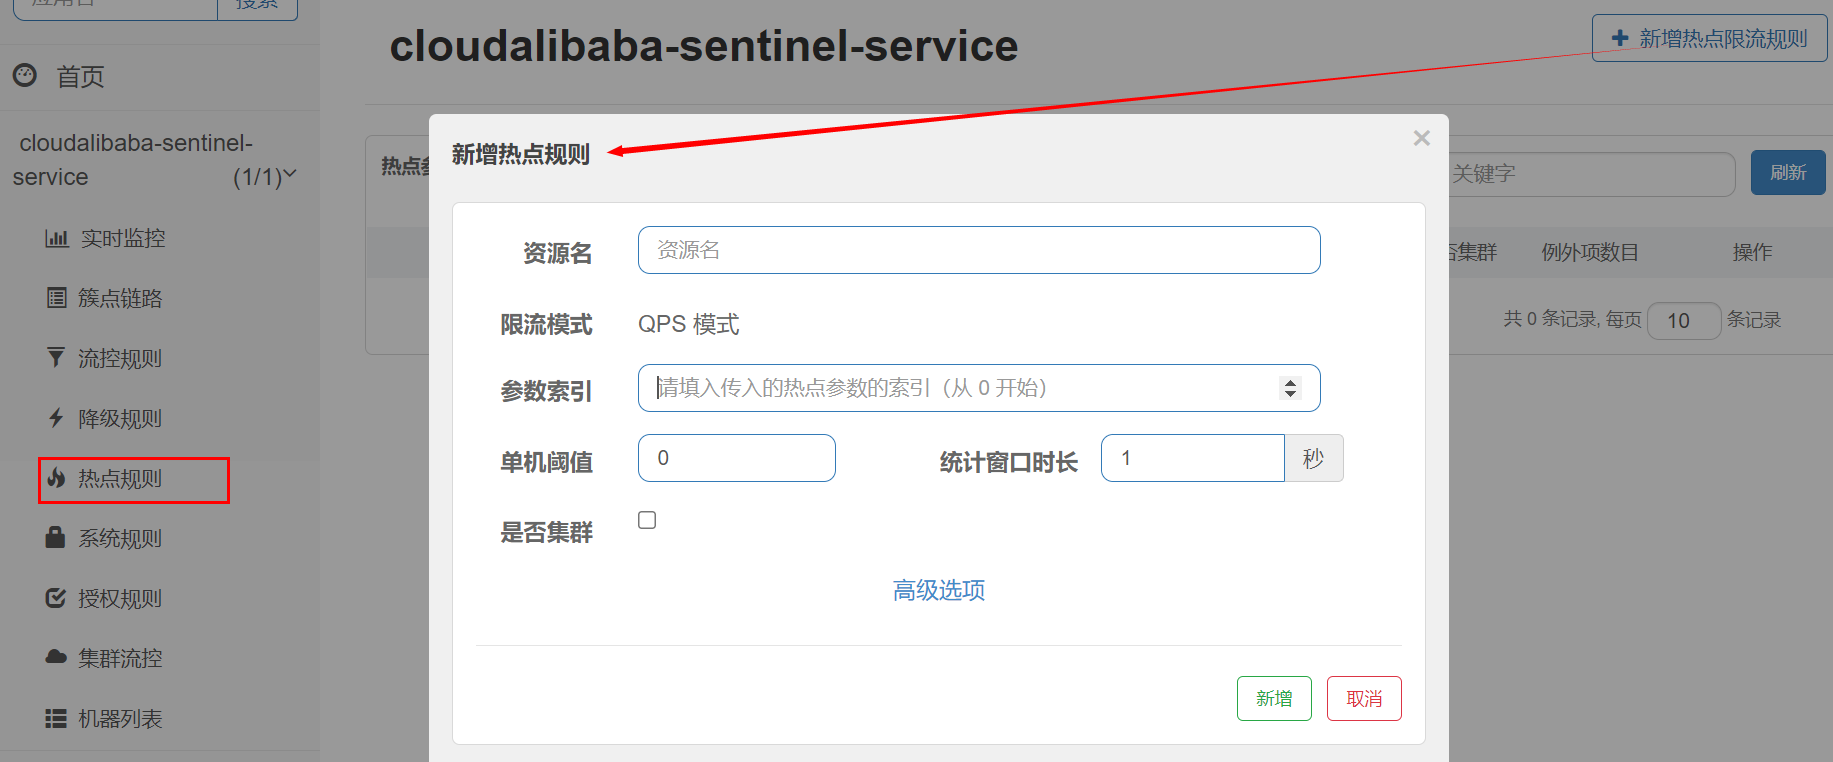 搜索
cloudalibaba-sentinel-service
新增热点限流规则
首页
cloudalibaba-sentinel-
service (1/1)
实时监控
簇点链路
流控规则
降级规则
热点规则
系统规则
授权规则
集群流控
机器列表
热点
关键字
刷新
集群 例外项数目 操作
共 0 条记录, 每页 10 条记录
新增热点规则
×
资源名 资源名
限流模式 QPS 模式
参数索引 请填入传入的热点参数的索引（从 0 开始）
单机阈值 0 统计窗口时长 1 秒
是否集群
高级选项
新增 取消